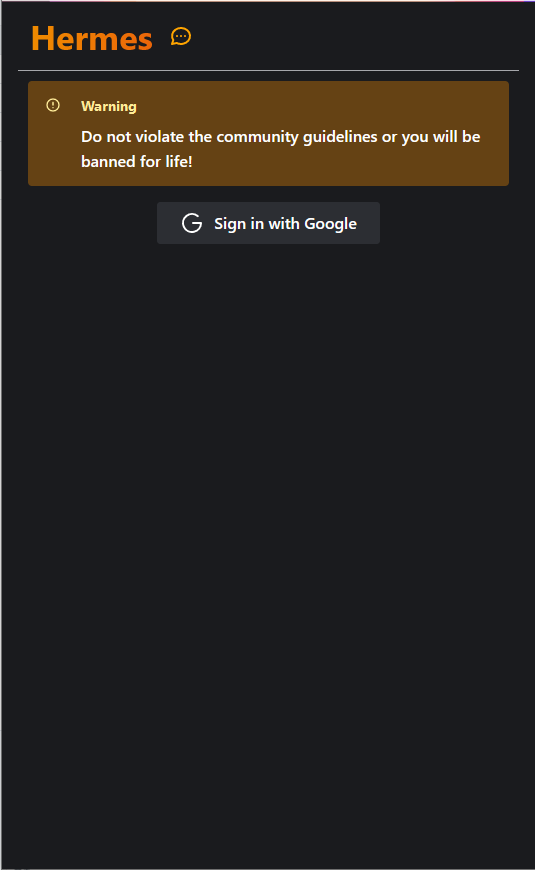 Hermes
Warning
Do not violate the community guidelines or you will be
banned for life!
Sign in with Google